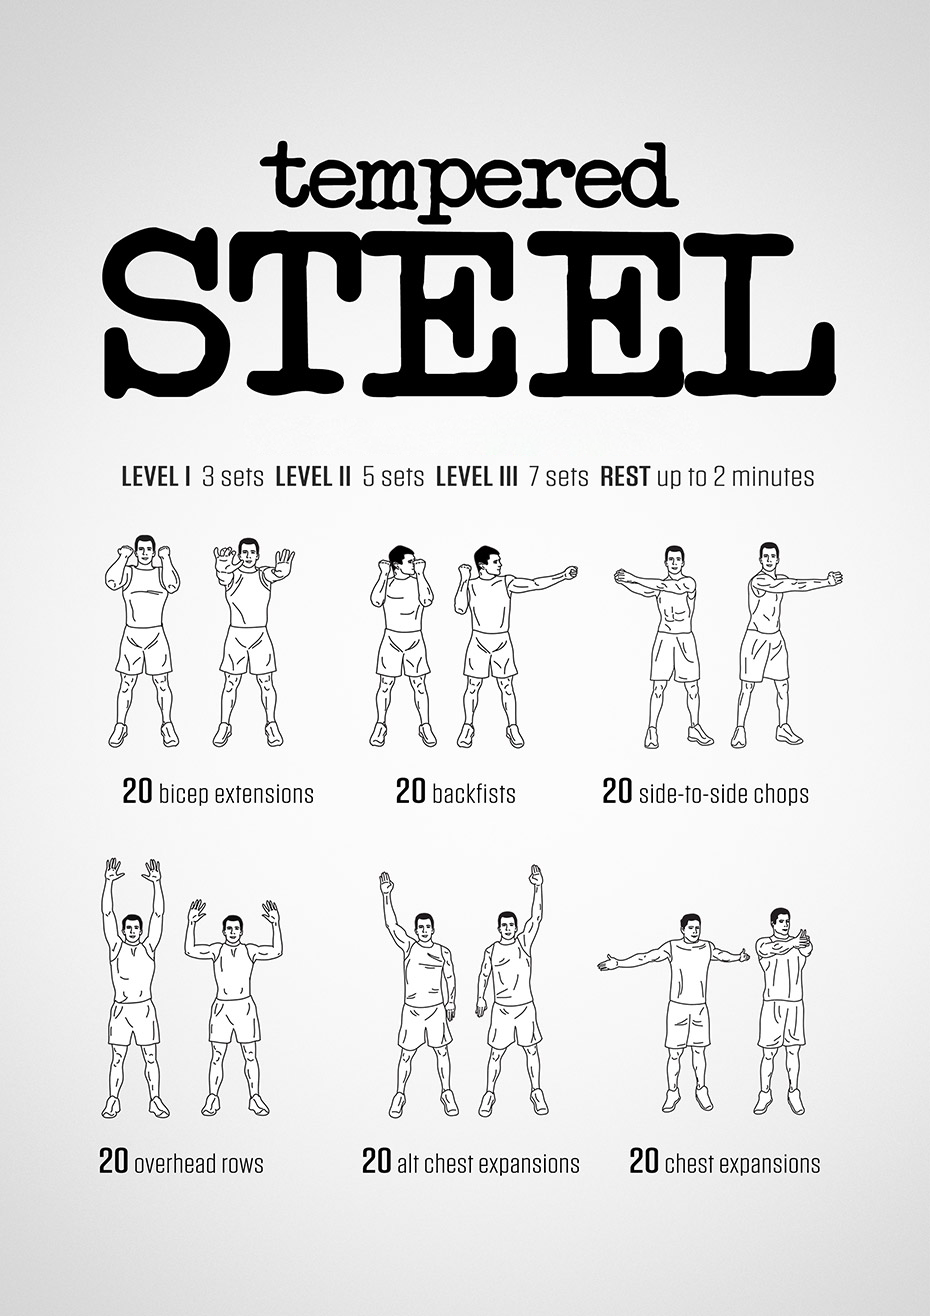 tempered
STEEL
LEVEL I 3 sets LEVEL II 5 sets LEVEL III 7 sets REST up to 2 minutes
20 bicep extensions
20 backfists
20 side-to-side chops
20 overhead rows
20 alt chest expansions
20 chest expansions